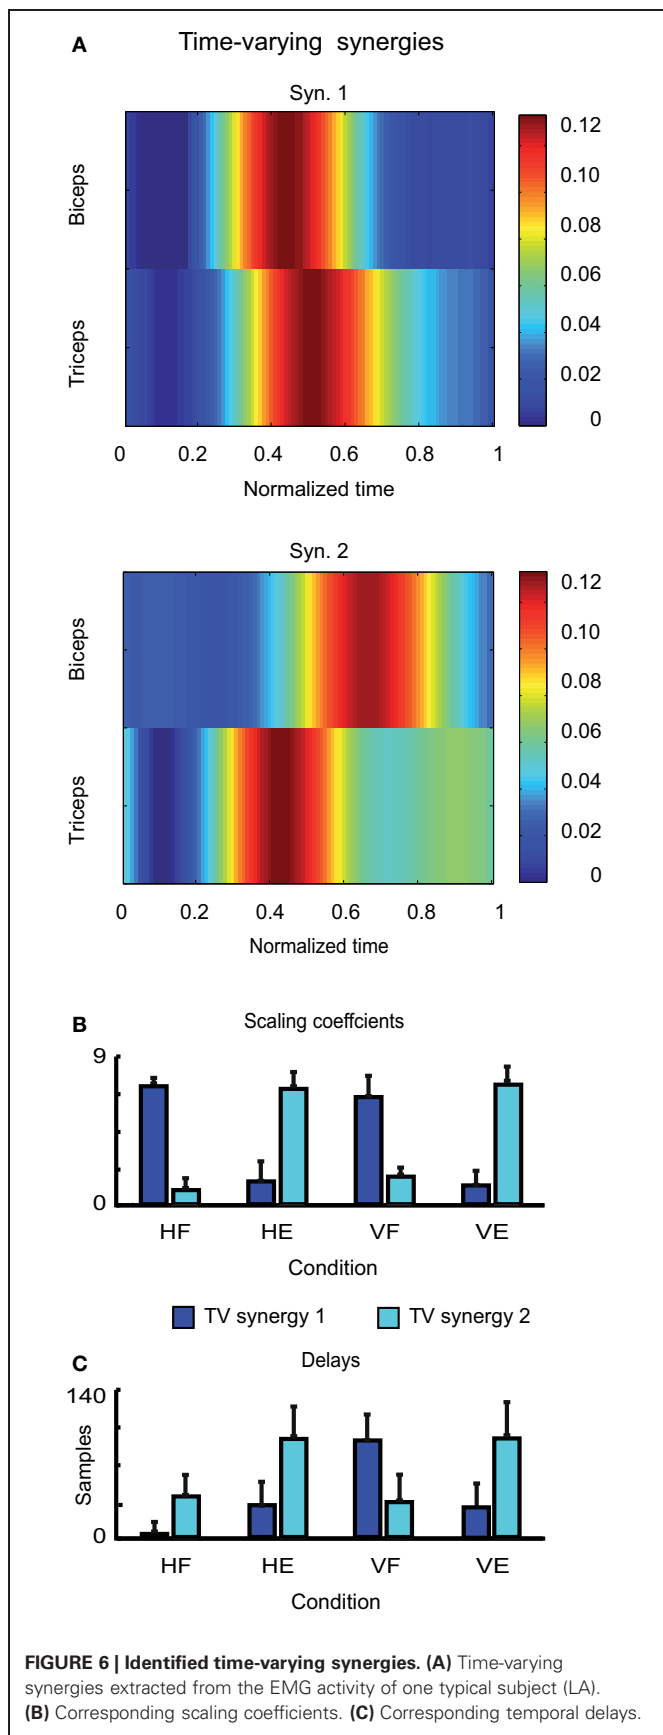 A
Time-varying synergies
Syn. 1
Biceps
Triceps
0.12
0.10
0.08
0.06
0.04
0.02
0
0 0.2 0.4 0.6 0.8 1
Normalized time
Syn. 2
Biceps
Triceps
0.12
0.10
0.08
0.06
0.04
0.02
0
0 0.2 0.4 0.6 0.8 1
Normalized time
B
Scaling coeffcients
9
0
HF HE VF VE
Condition
TV synergy 1 TV synergy 2
C
Delays
140
Samples
0
HF HE VF VE
Condition
FIGURE 6 | Identified time-varying synergies. (A) Time-varying
synergies extracted from the EMG activity of one typical subject (LA).
(B) Corresponding scaling coefficients. (C) Corresponding temporal delays.